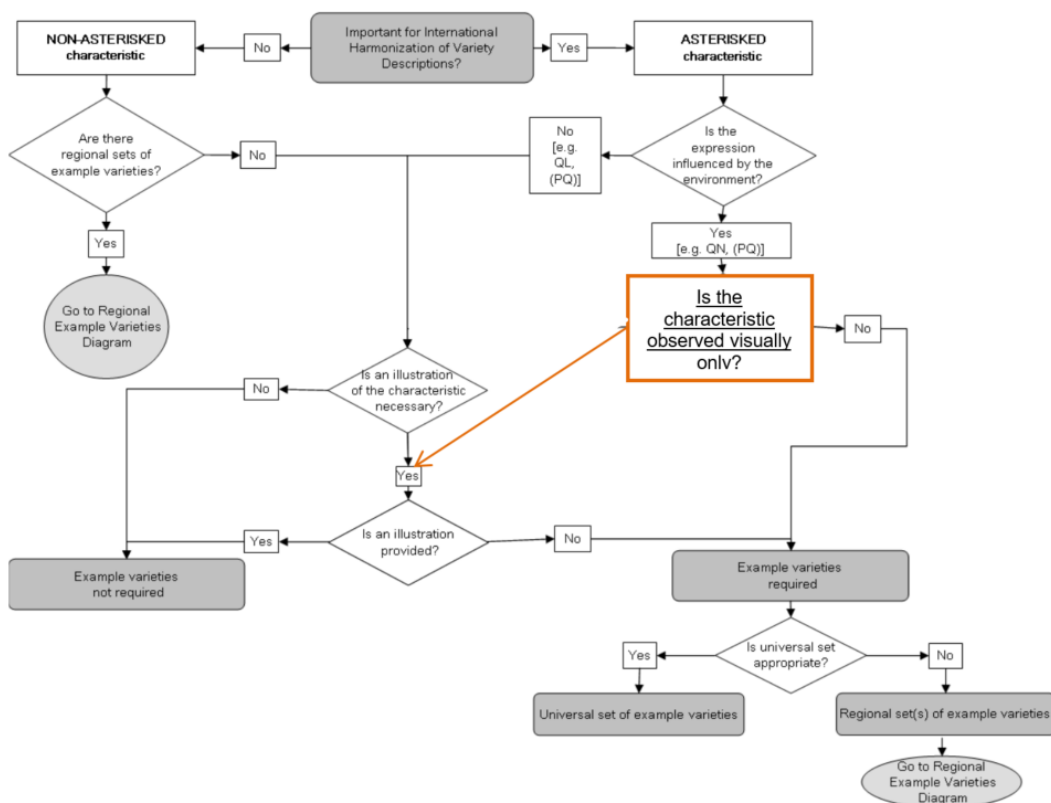 Important for International
Harmonization of Variety
Descriptions?
No
Yes
NON-ASTERISKED
characteristic
ASTERISKED
characteristic
Are there
regional sets of
example varieties?
No
No
[e.g.
QL,
(PQ)]
Is the
expression
influenced by the
environment?
Yes
Yes
[e.g. QN, (PQ)]
Go to Regional
Example Varieties
Diagram
Is the
characteristic
observed visually
only?
No
No
Is an illustration
of the characteristic
necessary?
Yes
Yes
Is an illustration
provided?
No
Example varieties
not required
Example varieties
required
Yes
Is universal set
appropriate?
No
Universal set of example varieties
Regional set(s) of example varieties
Go to Regional
Example Varieties
Diagram